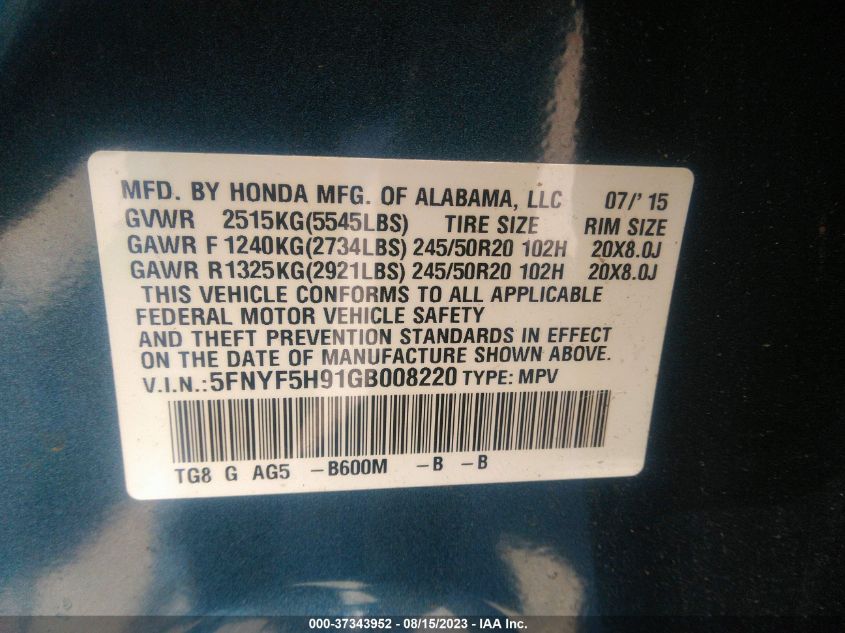 MFD. BY HONDA MFG. OF ALABAMA, LLC 07/' 15
GVWR 2515KG(5545LBS) TIRE SIZE RIM SIZE
GAWR F 1240KG(2734LBS) 245/50R20 102H 20X8.0J
GAWR R 1325KG(2921LBS) 245/50R20 102H 20X8.0J
THIS VEHICLE CONFORMS TO ALL APPLICABLE
FEDERAL MOTOR VEHICLE SAFETY
AND THEFT PREVENTION STANDARDS IN EFFECT
ON THE DATE OF MANUFACTURE SHOWN ABOVE.
V.I.N.:5FNYF5H91GB008220 TYPE: MPV
TG8 G AG5 -B600M -B -B
000-37343952 - 08/15/2023 - IAA Inc.